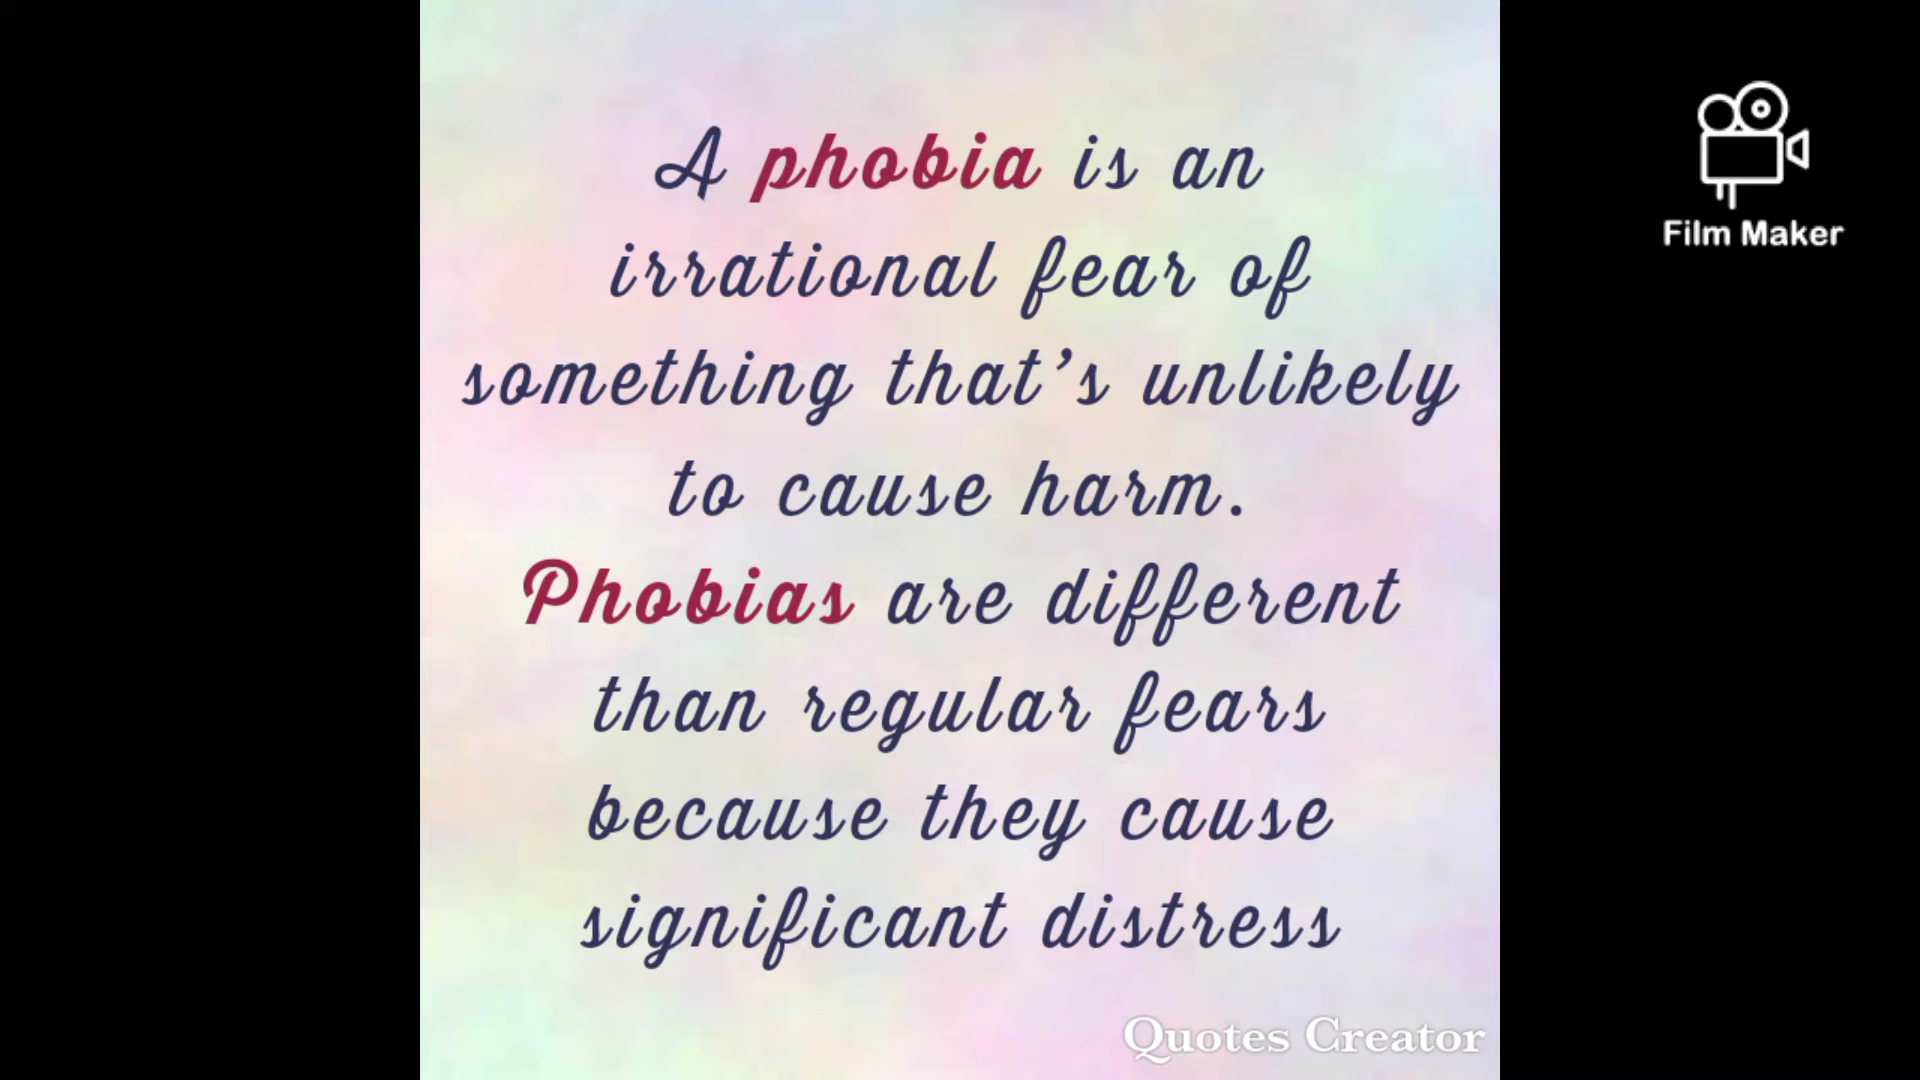 A phobia is an
irrational fear of
something that’s unlikely
to cause harm.
Phobias are different
than regular fears
because they cause
significant distress
Quotes Creator
Film Maker